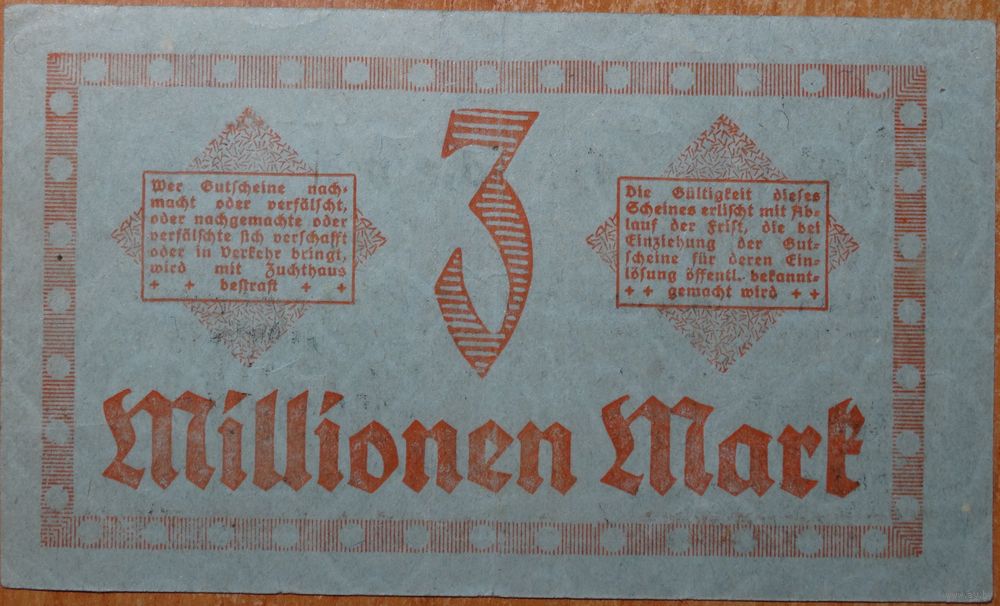 Wer Gutscheine nach-
macht oder verfälscht,
oder nachgemachte oder
verfälschte sich verschafft
oder in Verkehr bringt,
wird mit Zuchthaus
+ + bestraft + +
3
Die Gültigkeit dieses
Scheines erlischt mit Ab-
lauf der Frist, die bei
Einziehung der Gut-
scheine für deren Ein-
lösung öffentl. bekannt-
+ + gemacht wird + +
Millionen Mark